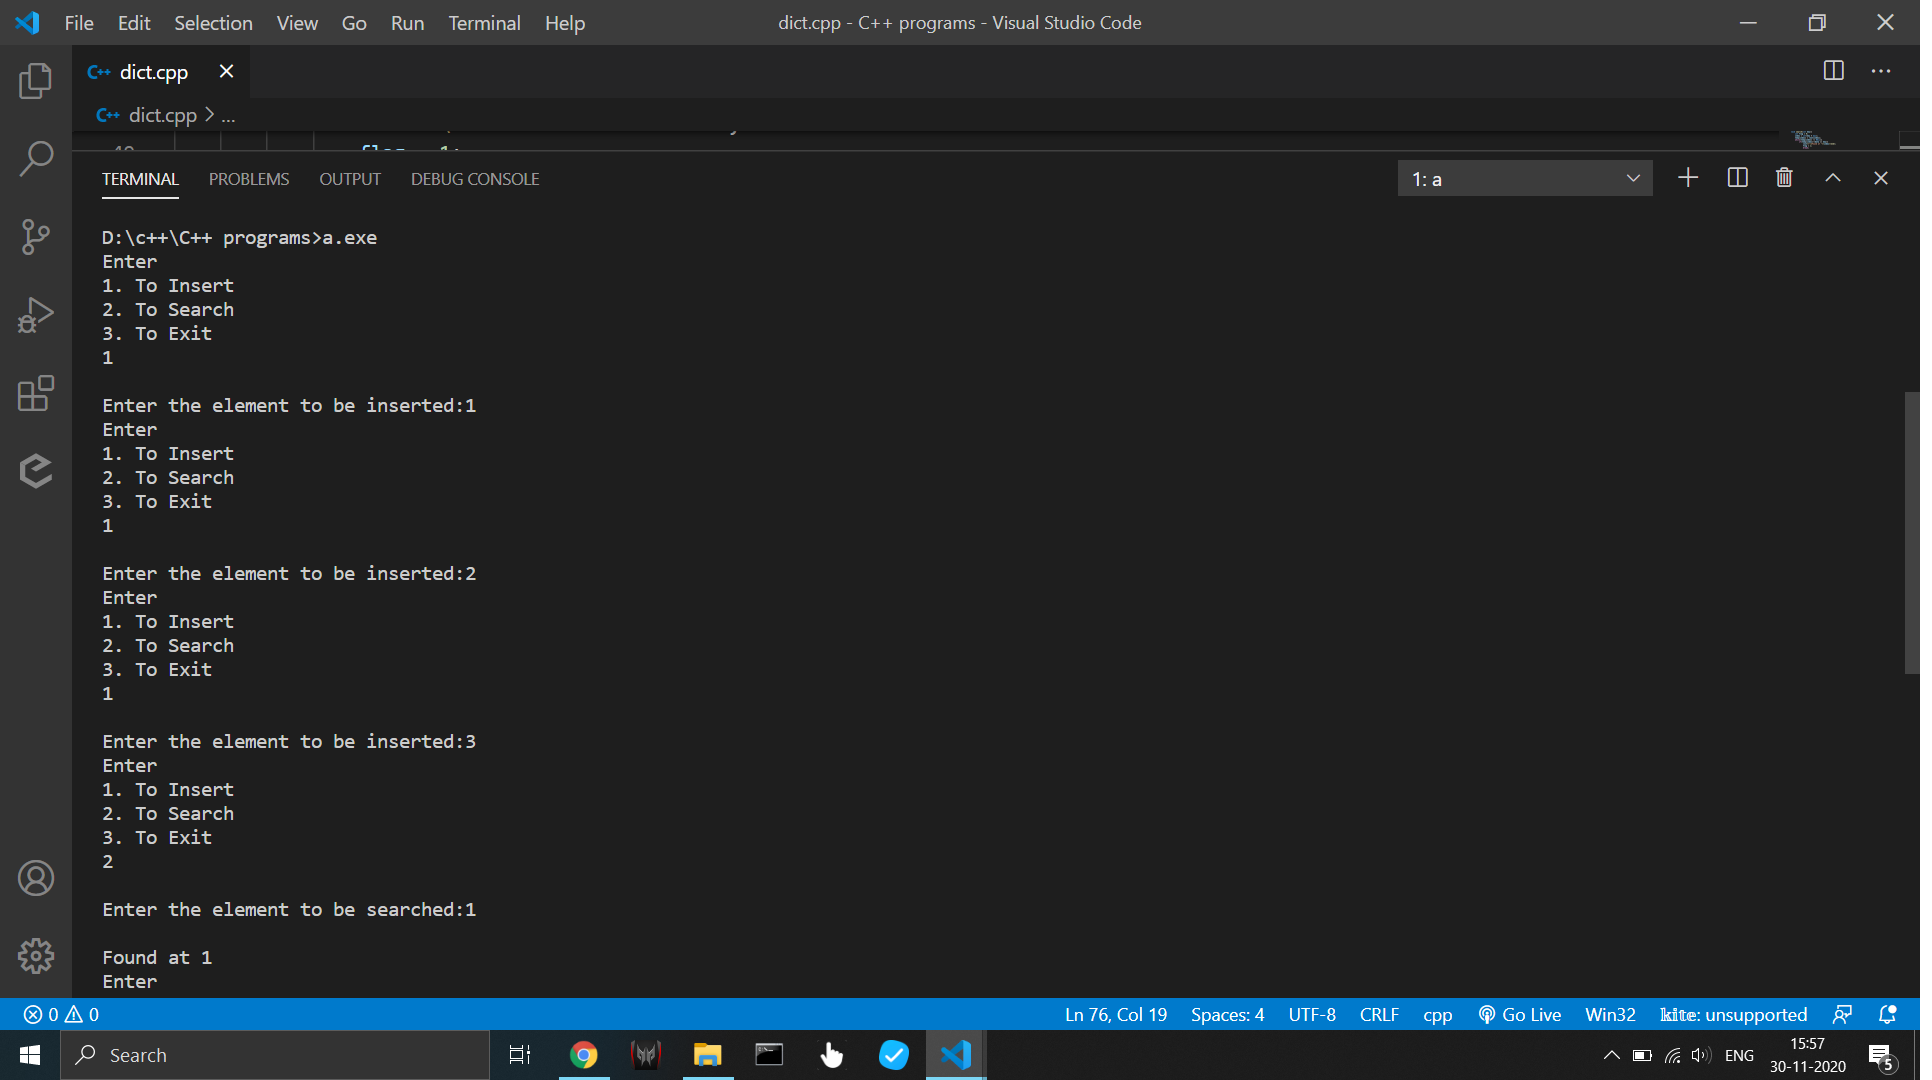 File Edit Selection View Go Run Terminal Help dict.cpp - C++ programs - Visual Studio Code
C++ dict.cpp
C++ dict.cpp > ...
TERMINAL PROBLEMS OUTPUT DEBUG CONSOLE 1: a
D:\c++\C++ programs>a.exe
Enter
1. To Insert
2. To Search
3. To Exit
1
Enter the element to be inserted:1
Enter
1. To Insert
2. To Search
3. To Exit
1
Enter the element to be inserted:2
Enter
1. To Insert
2. To Search
3. To Exit
1
Enter the element to be inserted:3
Enter
1. To Insert
2. To Search
3. To Exit
2
Enter the element to be searched:1
Found at 1
Enter
0 0 Ln 76, Col 19 Spaces: 4 UTF-8 CRLF cpp Go Live Win32 kite: unsupported
Search ENG 15:57
30-11-2020 5